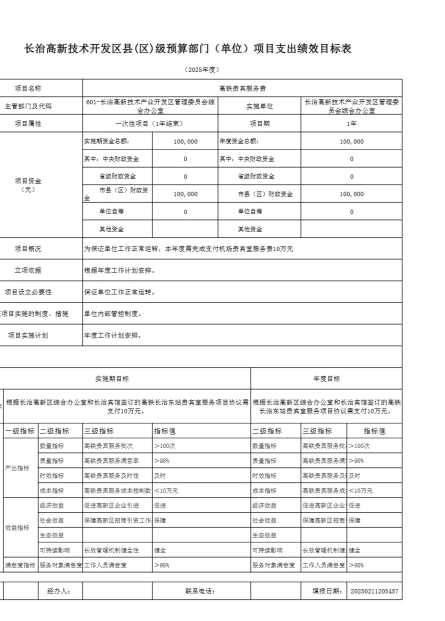 长治高新技术开发区县(区)级预算部门（单位）项目支出绩效目标表
（2025年度）
项目名称 高铁贵宾服务费
主管部门及代码 601-长治高新技术产业开发区管理委员会综合办公室 实施单位 长治高新技术产业开发区管理委员会综合办公室
项目属性 一次性项目（1年结束） 项目期 1年
项目资金（元） 实施期资金总额: 100,000 年度资金总额: 100,000
其中: 中央财政资金 0 其中: 中央财政资金 0
省级财政资金 0 省级财政资金 0
市县（区）财政资金 100,000 市县（区）财政资金 100,000
单位自筹 0 单位自筹 0
其他资金 其他资金
项目概况 为保证单位工作正常运转，本年度需完成支付机场贵宾室服务费10万元
立项依据 根据年度工作计划安排。
项目设立必要性 保证单位工作正常运转。
项目实施的制度、措施 单位内部管控制度。
项目实施计划 年度工作计划安排。
实施期目标 年度目标
根据长治高新区综合办公室和长治宾馆签订的高铁长治东站贵宾室服务项目协议需支付10万元。 根据长治高新区综合办公室和长治宾馆签订的高铁长治东站贵宾室服务项目协议需支付10万元。
一级指标 二级指标 三级指标 指标值 二级指标 三级指标 指标值
产出指标 数量指标 高铁贵宾服务批次 >100次 数量指标 高铁贵宾服务批 >100次
质量指标 高铁贵宾服务满意率 >98% 质量指标 高铁贵宾服务满 >98%
时效指标 高铁贵宾服务及时性 及时 时效指标 高铁贵宾服务及 及时
成本指标 高铁贵宾服务成本控制数 <10万元 成本指标 高铁贵宾服务成 <10万元
效益指标 经济效益 促进高新区企业引进 促进 经济效益 促进高新区企业 促进
社会效益 保障高新区招商引资工作 保障 社会效益 保障高新区招商 保障
生态效益 生态效益
可持续影响 长效管理机制健全性 健全 可持续影响 长效管理机制健 健全
满意度指标 服务对象满意度 工作人员满意度 >98% 服务对象满意度 工作人员满意度 >98%
经办人: 联系电话: 填报日期: 20250211205457